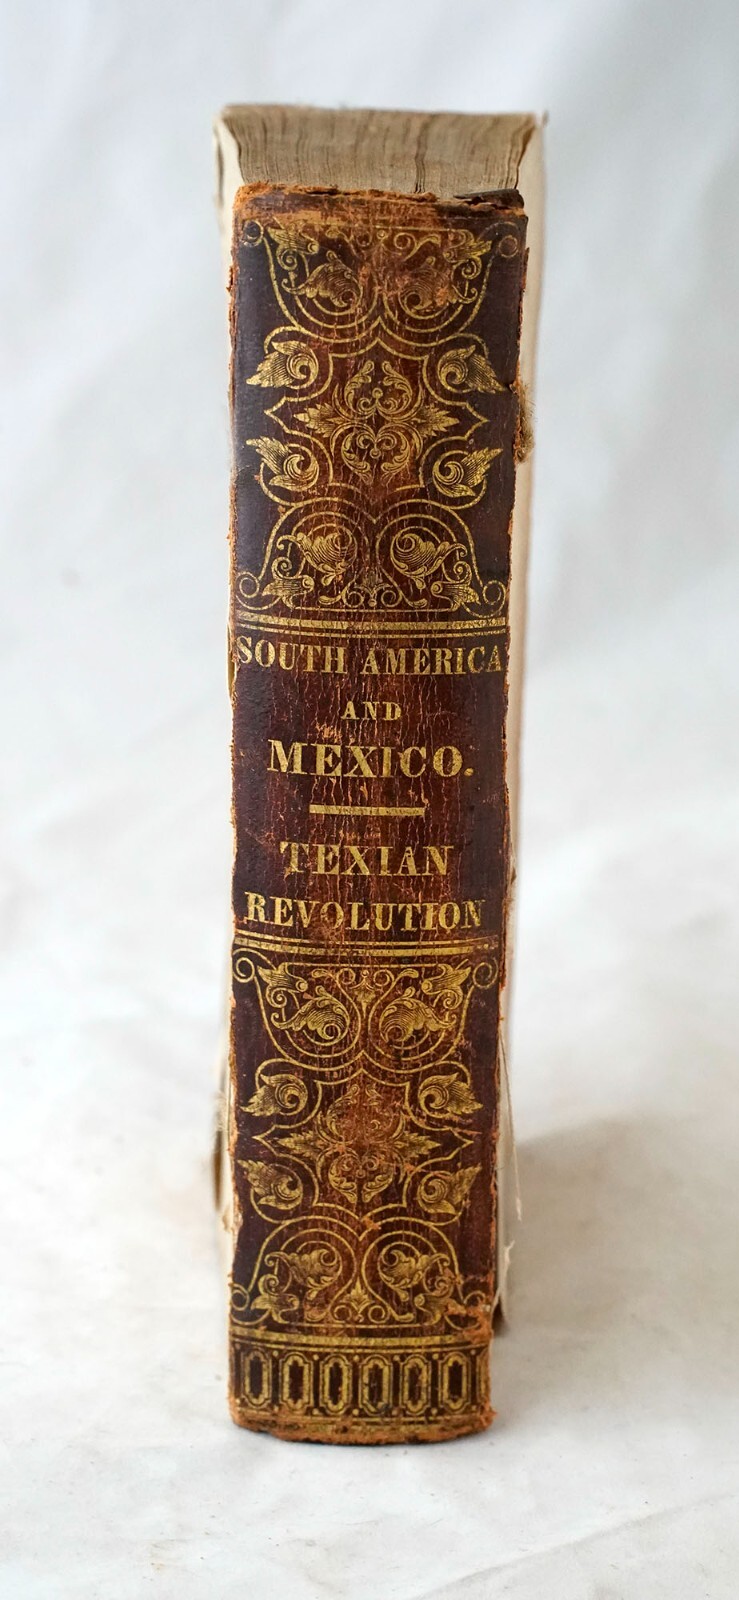 SOUTH AMERICA
AND
MEXICO.
TEXIAN
REVOLUTION